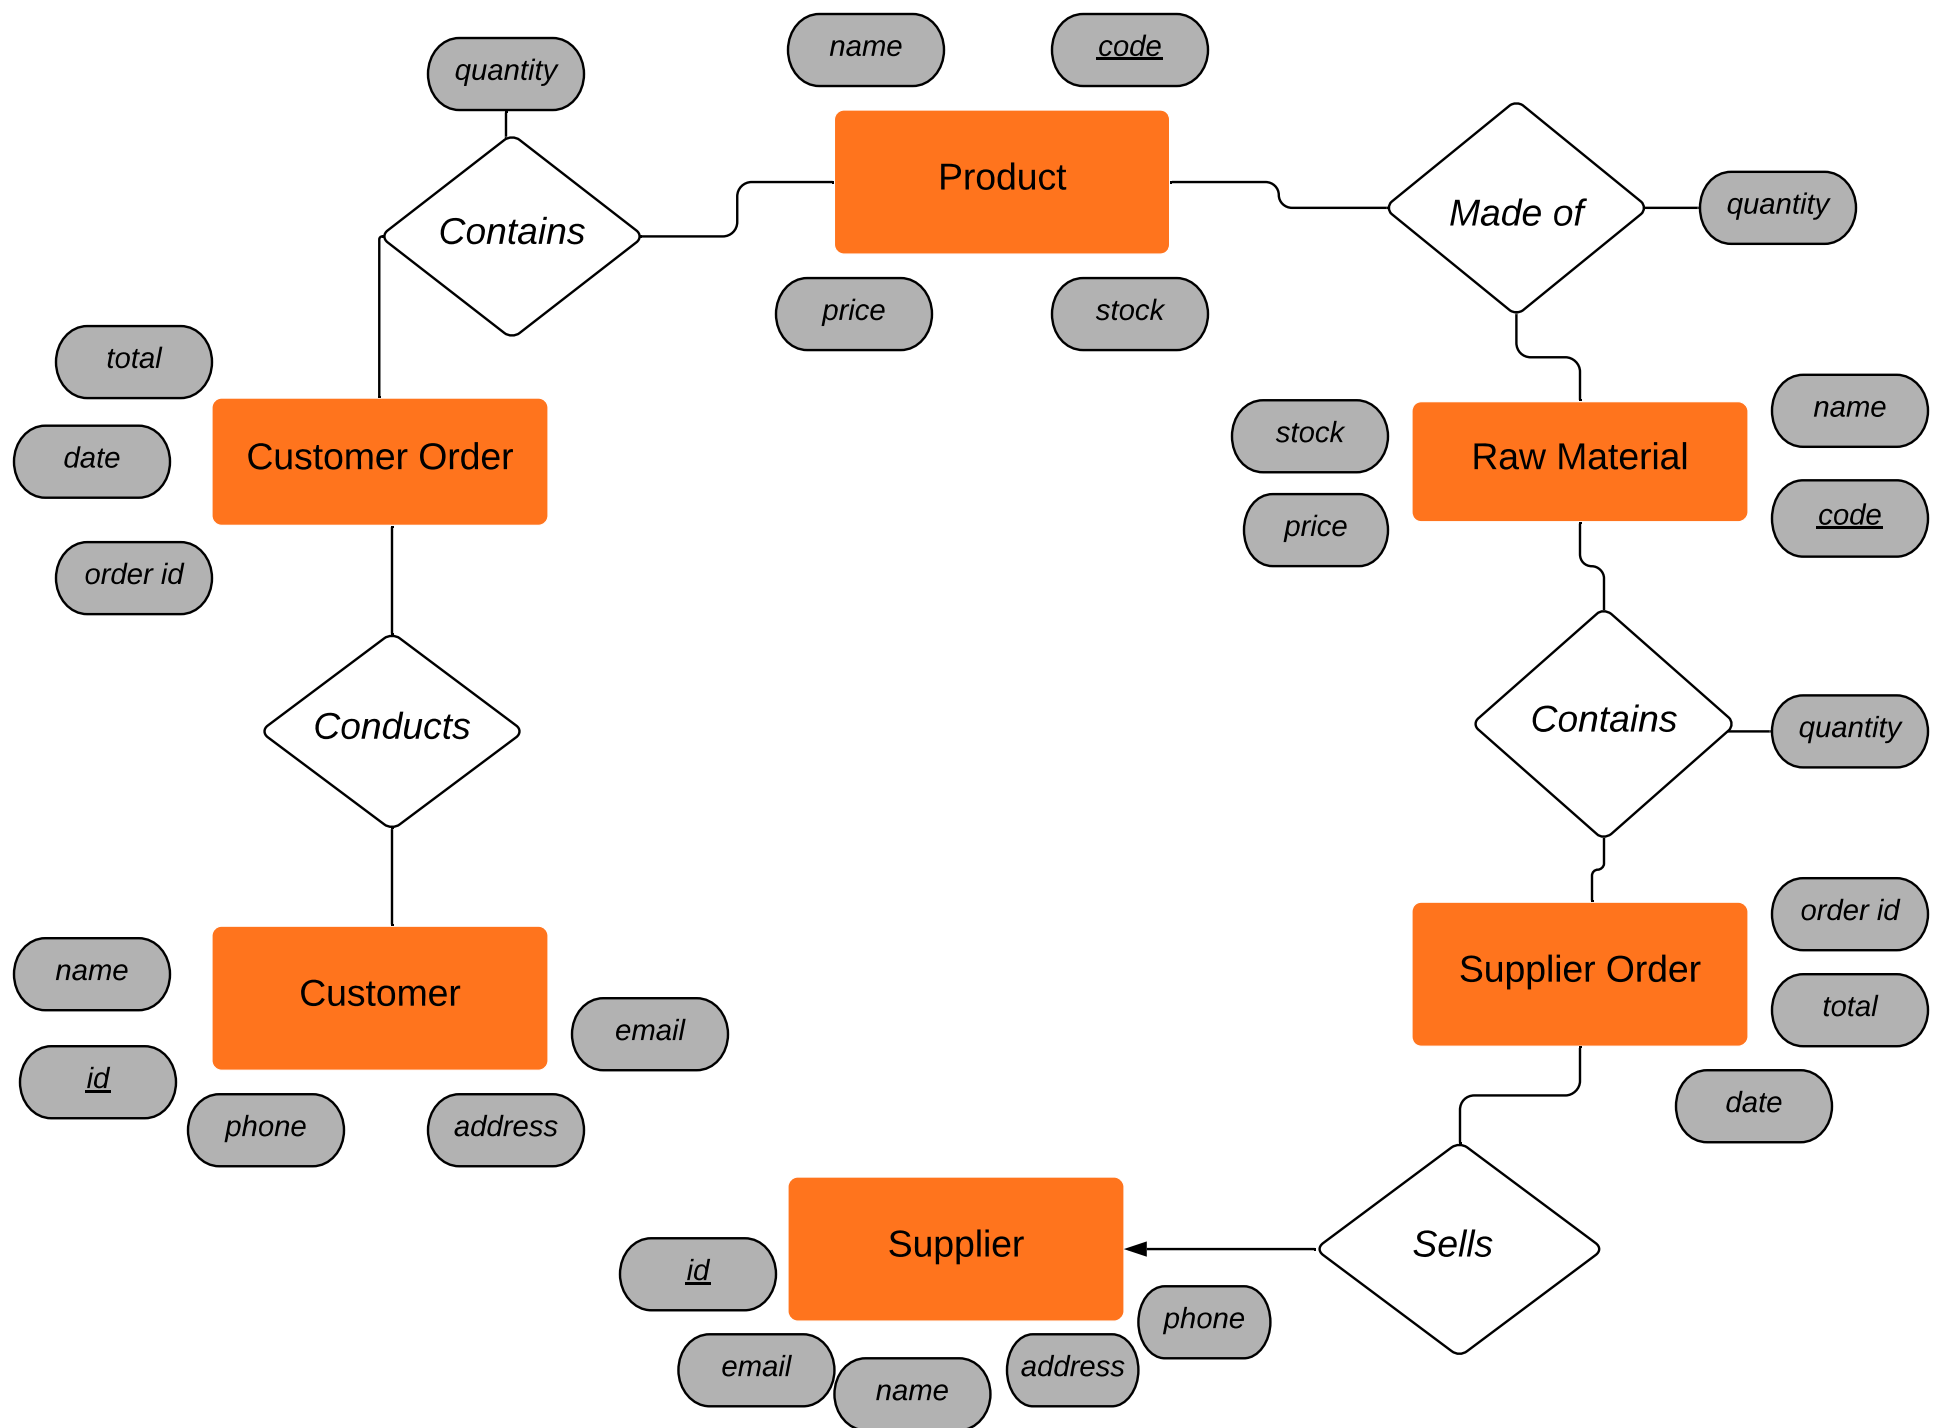 name
code
quantity
Product
Contains
Made of
quantity
price
stock
total
date
Customer Order
order id
stock
price
Raw Material
name
code
Conducts
Contains
quantity
name
id
Customer
email
phone
address
Supplier Order
order id
total
date
Sells
Supplier
id
email
name
address
phone